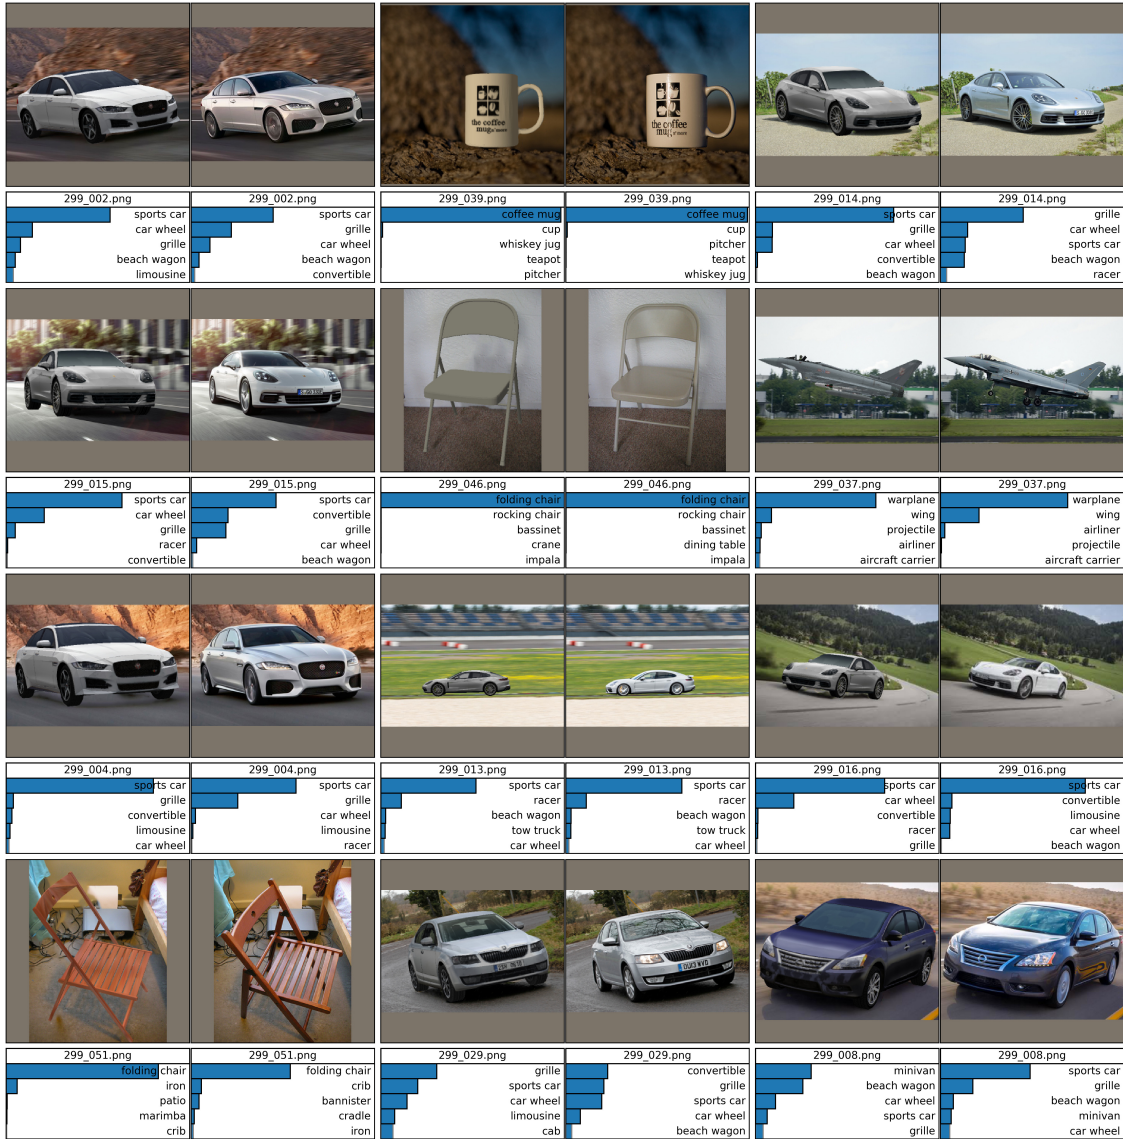 the coffee
mug
the coffee
mug
299_002.png
sports car
car wheel
grille
beach wagon
limousine
299_002.png
sports car
grille
car wheel
beach wagon
convertible
299_039.png
coffee mug
cup
whiskey jug
teapot
pitcher
299_039.png
coffee mug
cup
pitcher
teapot
whiskey jug
299_014.png
sports car
grille
car wheel
convertible
beach wagon
299_014.png
grille
car wheel
sports car
beach wagon
racer
299_015.png
sports car
car wheel
grille
racer
convertible
299_015.png
sports car
convertible
grille
car wheel
beach wagon
299_046.png
folding chair
rocking chair
bassinet
crane
impala
299_046.png
folding chair
rocking chair
bassinet
dining table
impala
299_037.png
warplane
wing
projectile
airliner
aircraft carrier
299_037.png
warplane
wing
airliner
projectile
aircraft carrier
299_004.png
sports car
grille
convertible
limousine
car wheel
299_004.png
sports car
grille
car wheel
limousine
racer
299_013.png
sports car
racer
beach wagon
tow truck
car wheel
299_013.png
sports car
racer
beach wagon
tow truck
car wheel
299_016.png
sports car
car wheel
convertible
racer
grille
299_016.png
sports car
convertible
limousine
car wheel
beach wagon
OU13 WVD
299_051.png
folding chair
iron
patio
marimba
crib
299_051.png
folding chair
crib
bannister
cradle
iron
299_029.png
grille
sports car
car wheel
limousine
cab
299_029.png
convertible
grille
sports car
car wheel
beach wagon
299_008.png
minivan
beach wagon
car wheel
sports car
grille
299_008.png
sports car
grille
beach wagon
minivan
car wheel